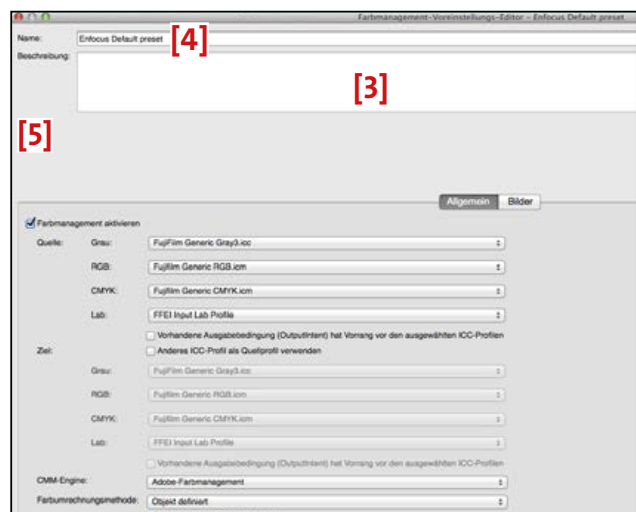 Farbmanagement-Voreinstellungs-Editor – Enfocus Default preset
Name: Enfocus Default preset [4]
Beschreibung:
[3]
[5]
Allgemein Bilder
Farbmanagement aktivieren
Quelle: Grau: FujiFilm Generic Gray3.icc
RGB: Fujifilm Generic RGB.icm
CMYK: Fujifilm Generic CMYK.icm
Lab: FFEI Input Lab Profile
Vorhandene Ausgabebedingung (OutputIntent) hat Vorrang vor den ausgewählten ICC-Profilen
Ziel: Anderes ICC-Profil als Quellprofil verwenden
Grau: FujiFilm Generic Gray3.icc
RGB: Fujifilm Generic RGB.icm
CMYK: Fujifilm Generic CMYK.icm
Lab: FFEI Input Lab Profile
Vorhandene Ausgabebedingung (OutputIntent) hat Vorrang vor den ausgewählten ICC-Profilen
CMM-Engine: Adobe-Farbmanagement
Farbumrechnungsmethode: Objekt definiert